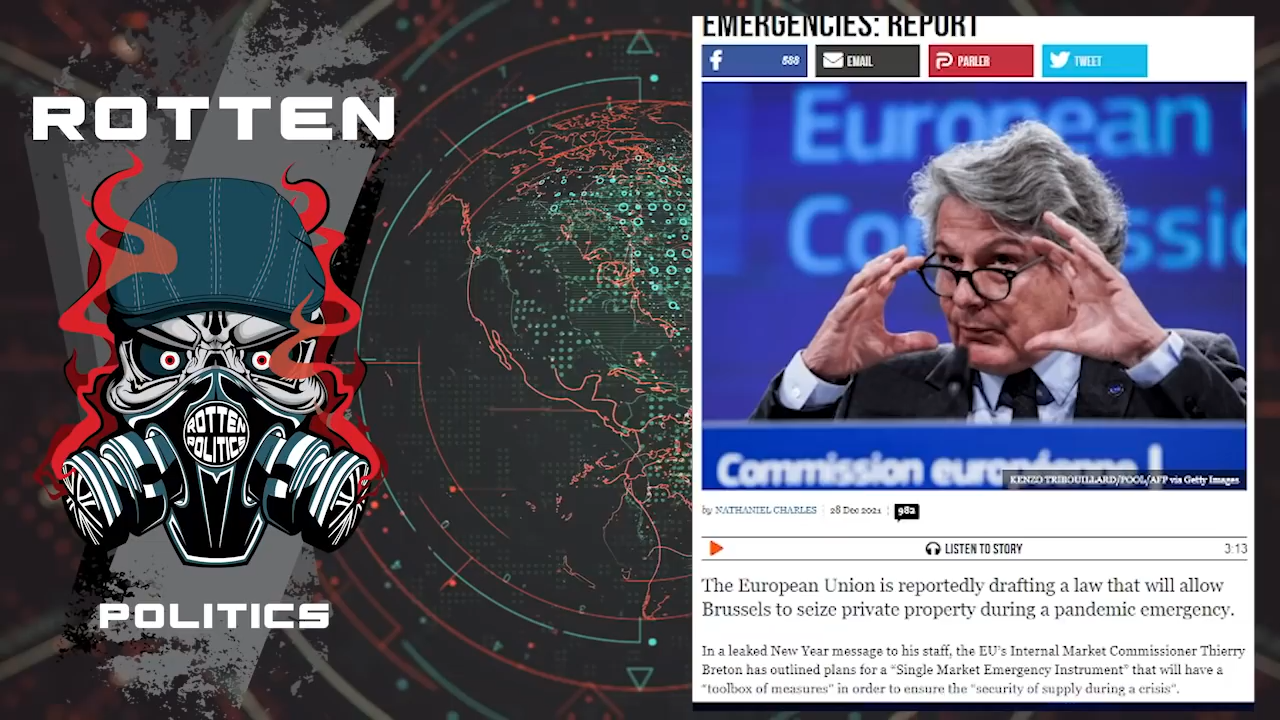 ROTTEN
ROTTEN
POLITICS
POLITICS
EMERGENCIES: REPORT
588
EMAIL
PARLER
TWEET
European
Commission européenne
KENZO TRIBOUILLARD/POOL/AFP via Getty Images
by NATHANIEL CHARLES | 28 Dec 2021 | 982
LISTEN TO STORY 3:13
The European Union is reportedly drafting a law that will allow
Brussels to seize private property during a pandemic emergency.
In a leaked New Year message to his staff, the EU's Internal Market Commissioner Thierry
Breton has outlined plans for a “Single Market Emergency Instrument” that will have a
“toolbox of measures” in order to ensure the “security of supply during a crisis”.